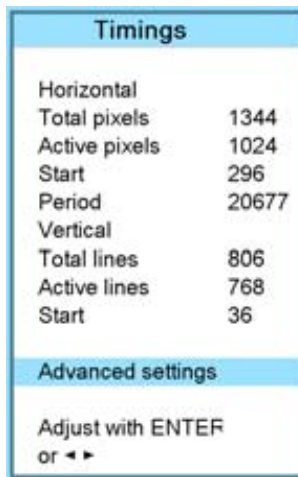 Timings
Horizontal
Total pixels 1344
Active pixels 1024
Start 296
Period 20677
Vertical
Total lines 806
Active lines 768
Start 36
Advanced settings
Adjust with ENTER
or ◄ ►